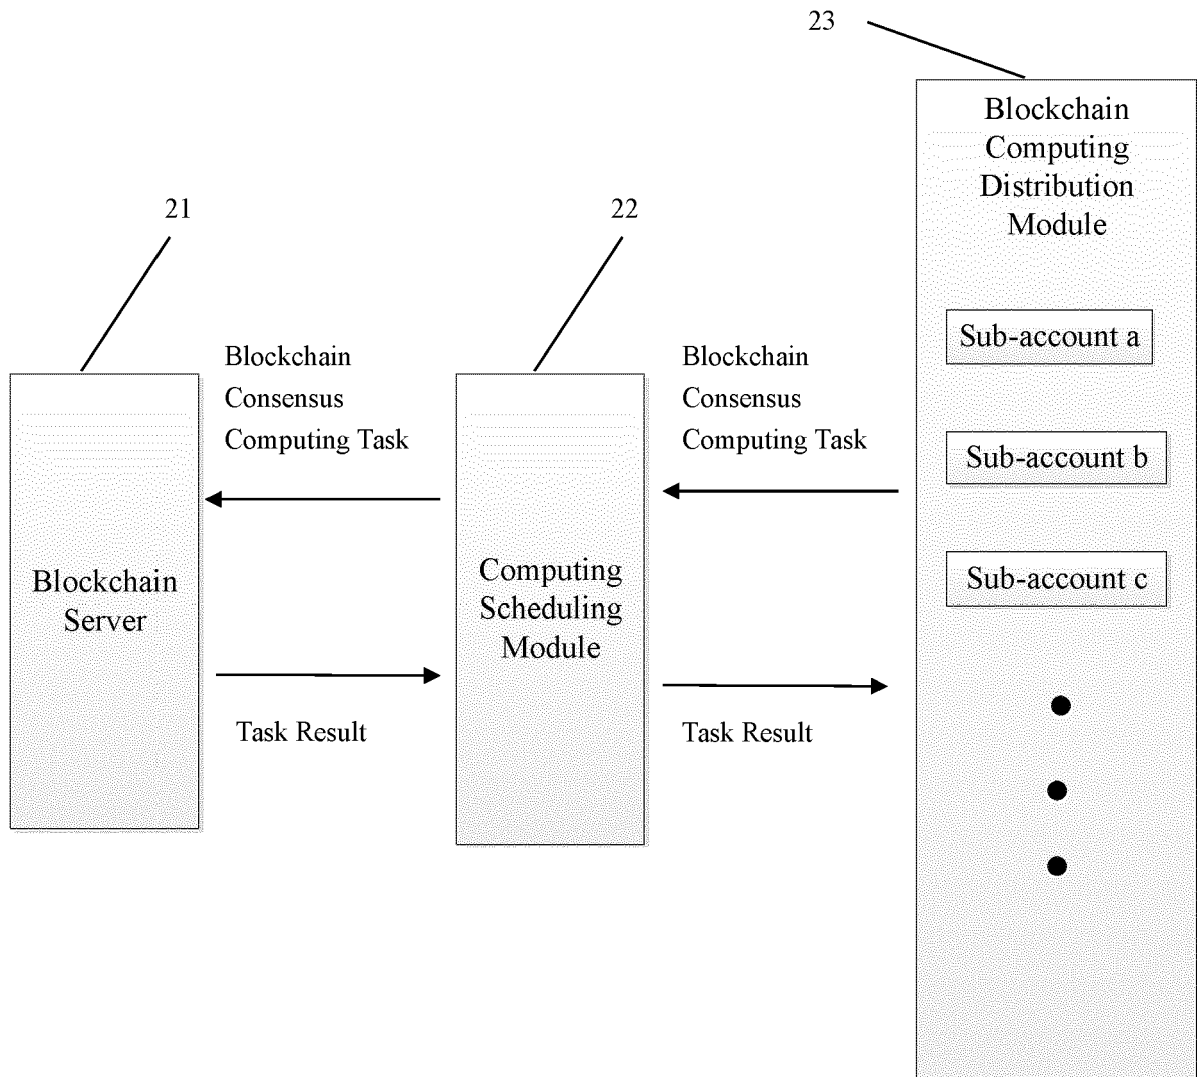 23
Blockchain
Computing
Distribution
Module
21
22
Sub-account a
Blockchain
Consensus
Computing Task
Blockchain
Consensus
Computing Task
Sub-account b
Blockchain
Server
Computing
Scheduling
Module
Sub-account c
Task Result
Task Result